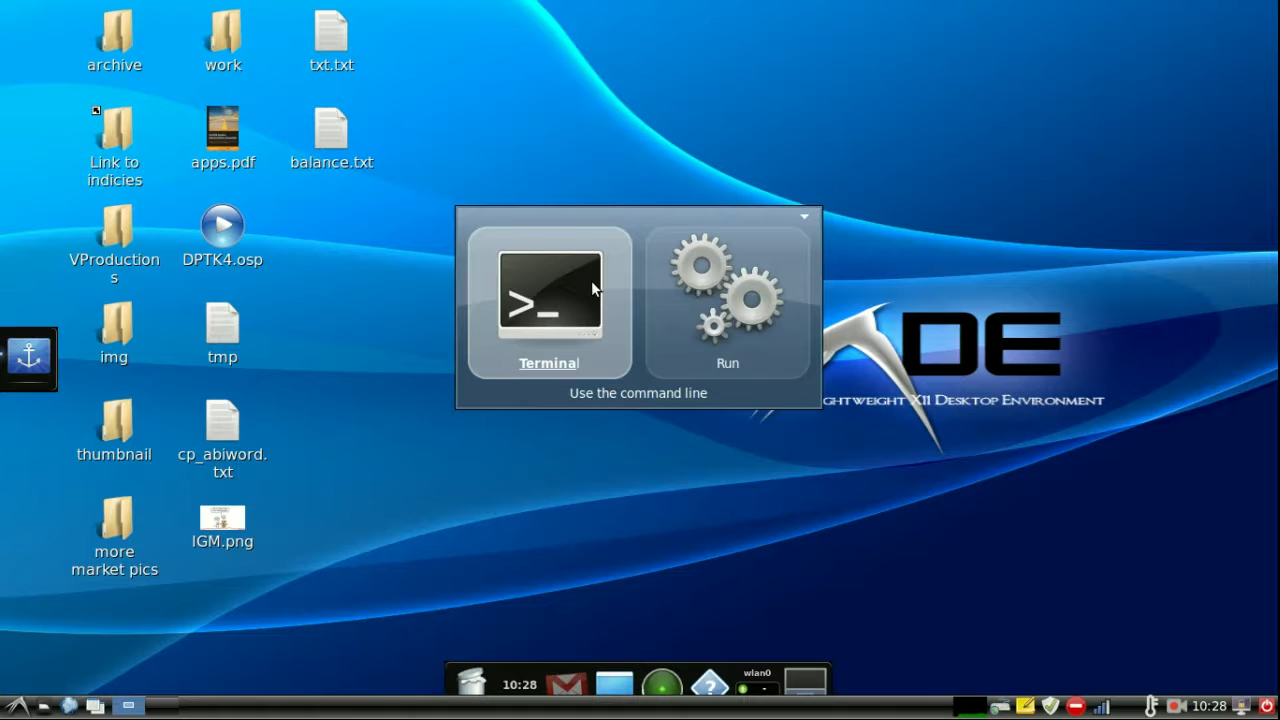 archive
work
txt.txt
Link to
indicies
apps.pdf
balance.txt
VProduction
s
DPTK4.osp
img
tmp
thumbnail
cp_abiword.
txt
more
market pics
IGM.png
>_
Terminal
Run
Use the command line
DE
GHTWEIGHT X11 DESKTOP ENVIRONMENT
10:28
?
wlan0
-
10:28